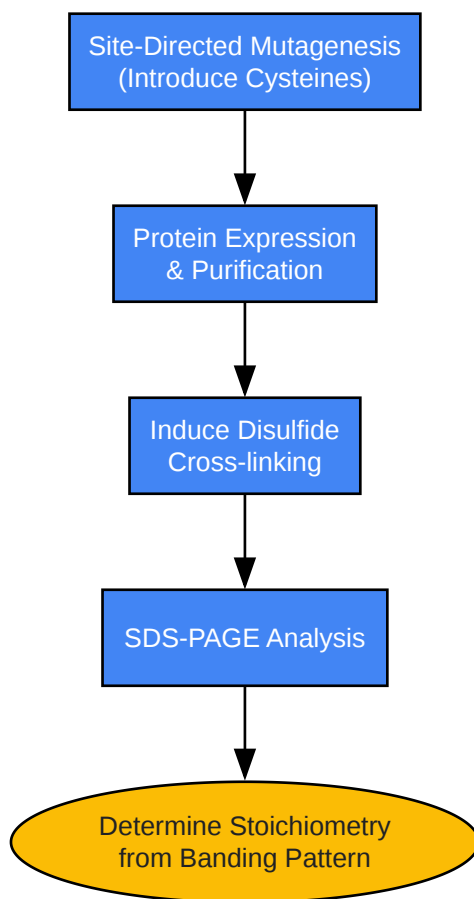 Site-Directed Mutagenesis
(Introduce Cysteines)
Protein Expression
& Purification
Induce Disulfide
Cross-linking
SDS-PAGE Analysis
Determine Stoichiometry
from Banding Pattern